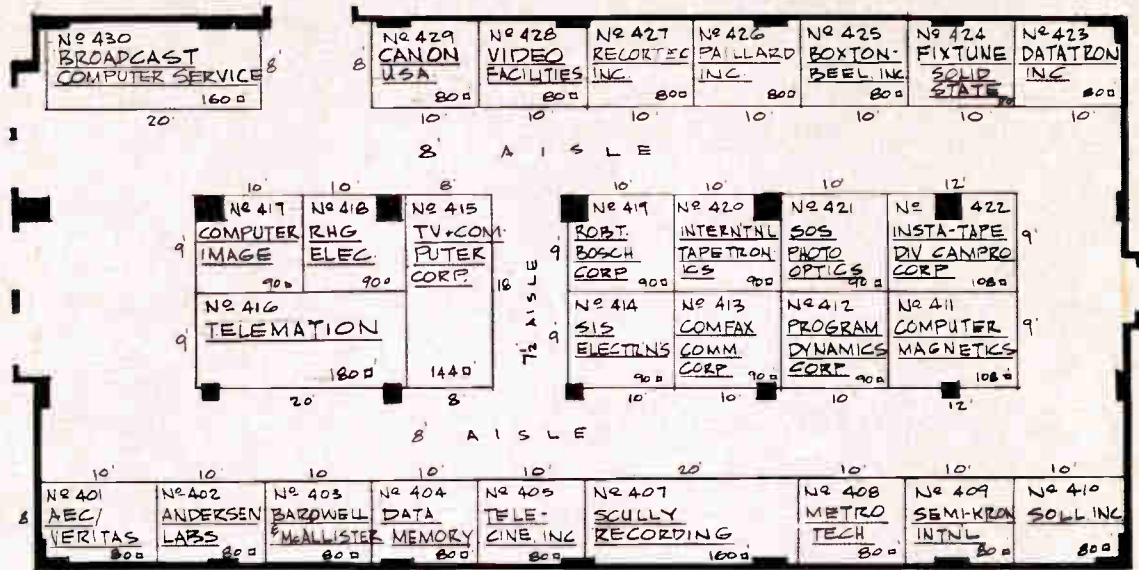 Nº 430
BROADCAST
COMPUTER SERVICE
160
8'
20'
8'
Nº 429
CANON
USA.
80
10'
Nº 428
VIDEO
FACILITIES
80
10'
Nº 427
RECORTEC
INC.
80
10'
Nº 426
PAILLARD
INC.
80
10'
Nº 425
BOXTON-
BEEL. INC
80
10'
Nº 424
FIXTUNE
SOLID
STATE
80
10'
Nº 423
DATATRON
INC
80
10'
8' AISLE
10'
10'
8'
9'
Nº 417
COMPUTER
IMAGE
90
Nº 418
RHG
ELEC.
90
Nº 415
TV+COM-
PUTER
CORP.
18
144
8
9'
Nº 416
TELEMATION
180
20'
7½' AISLE
10'
10'
10'
12'
9'
Nº 419
ROBT.
BOSCH
CORP
90
Nº 420
INTERNTNL
TAPETRON
ICS
90
Nº 421
SOS
PHOTO
OPTICS
90
Nº 422
INSTA-TAPE
DIV CAMPRO
CORP
108
9'
9'
Nº 414
SIS
ELECTRN'S
90
10'
Nº 413
COMFAX
COMM
CORP
90
10'
Nº 412
PROGRAM
DYNAMICS
CORP
90
10
Nº 411
COMPUTER
MAGNETICS
108
9'
12'
8' AISLE
10'
10'
10
10'
10'
20'
10'
10'
10'
8
Nº 401
AEC/
VERITAS
80
Nº 402
ANDERSEN
LABS
80
Nº 403
BARDWELL
& McALLISTER
80
Nº 404
DATA
MEMORY
80
Nº 405
TELE-
CINE, INC
80
Nº 407
SCULLY
RECORDING
160
Nº 408
METRO
TECH
80
Nº 409
SEMI-KRON
INTNL
80
Nº 410
SOLL. INC
80